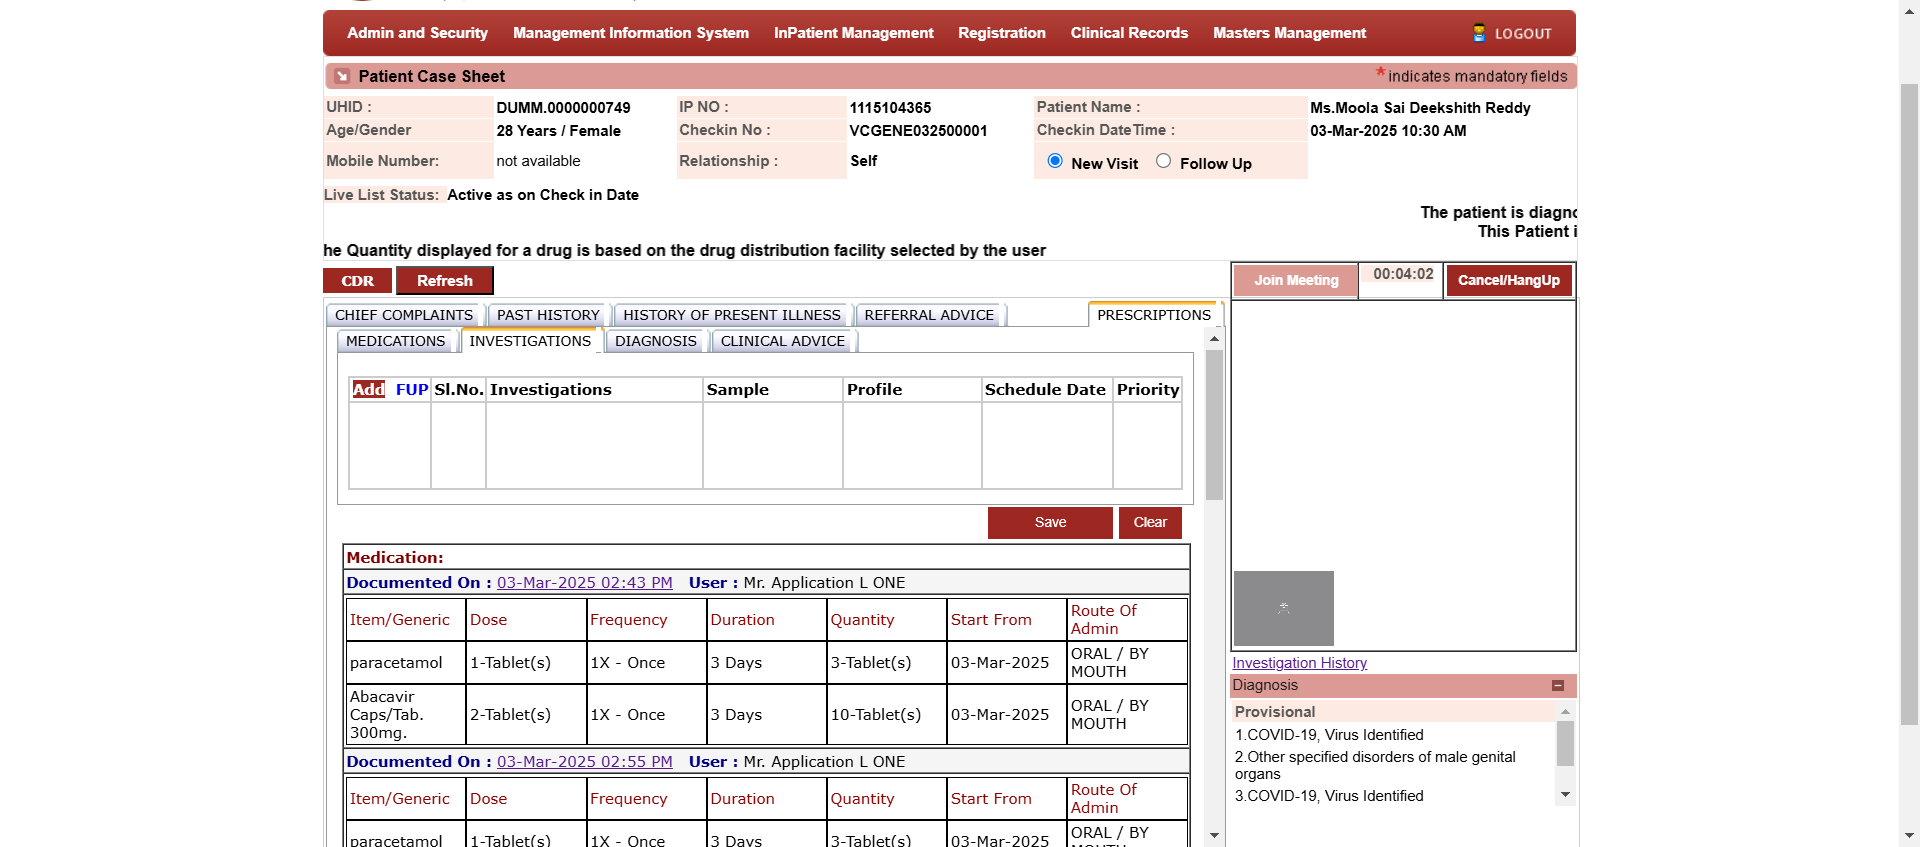 Admin and Security Management Information System InPatient Management Registration Clinical Records Masters Management LOGOUT
Patient Case Sheet * indicates mandatory fields
UHID : DUMM.0000000749 IP NO : 1115104365 Patient Name : Ms.Moola Sai Deekshith Reddy
Age/Gender 28 Years / Female Checkin No : VCGENE032500001 Checkin DateTime : 03-Mar-2025 10:30 AM
Mobile Number: not available Relationship : Self New Visit Follow Up
Live List Status: Active as on Check in Date
The patient is diagno
This Patient i
he Quantity displayed for a drug is based on the drug distribution facility selected by the user
CDR Refresh Join Meeting 00:04:02 Cancel/HangUp
CHIEF COMPLAINTS PAST HISTORY HISTORY OF PRESENT ILLNESS REFERRAL ADVICE PRESCRIPTIONS
MEDICATIONS INVESTIGATIONS DIAGNOSIS CLINICAL ADVICE
Add FUP Sl.No. Investigations Sample Profile Schedule Date Priority
Save Clear
Medication:
Documented On : 03-Mar-2025 02:43 PM User : Mr. Application L ONE
Item/Generic Dose Frequency Duration Quantity Start From Route Of Admin
paracetamol 1-Tablet(s) 1X - Once 3 Days 3-Tablet(s) 03-Mar-2025 ORAL / BY MOUTH
Abacavir Caps/Tab. 300mg. 2-Tablet(s) 1X - Once 3 Days 10-Tablet(s) 03-Mar-2025 ORAL / BY MOUTH
Documented On : 03-Mar-2025 02:55 PM User : Mr. Application L ONE
Item/Generic Dose Frequency Duration Quantity Start From Route Of Admin
paracetamol 1-Tablet(s) 1X - Once 3 Days 3-Tablet(s) 03-Mar-2025 ORAL / BY
Investigation History
Diagnosis
Provisional
1.COVID-19, Virus Identified
2.Other specified disorders of male genital
organs
3.COVID-19, Virus Identified